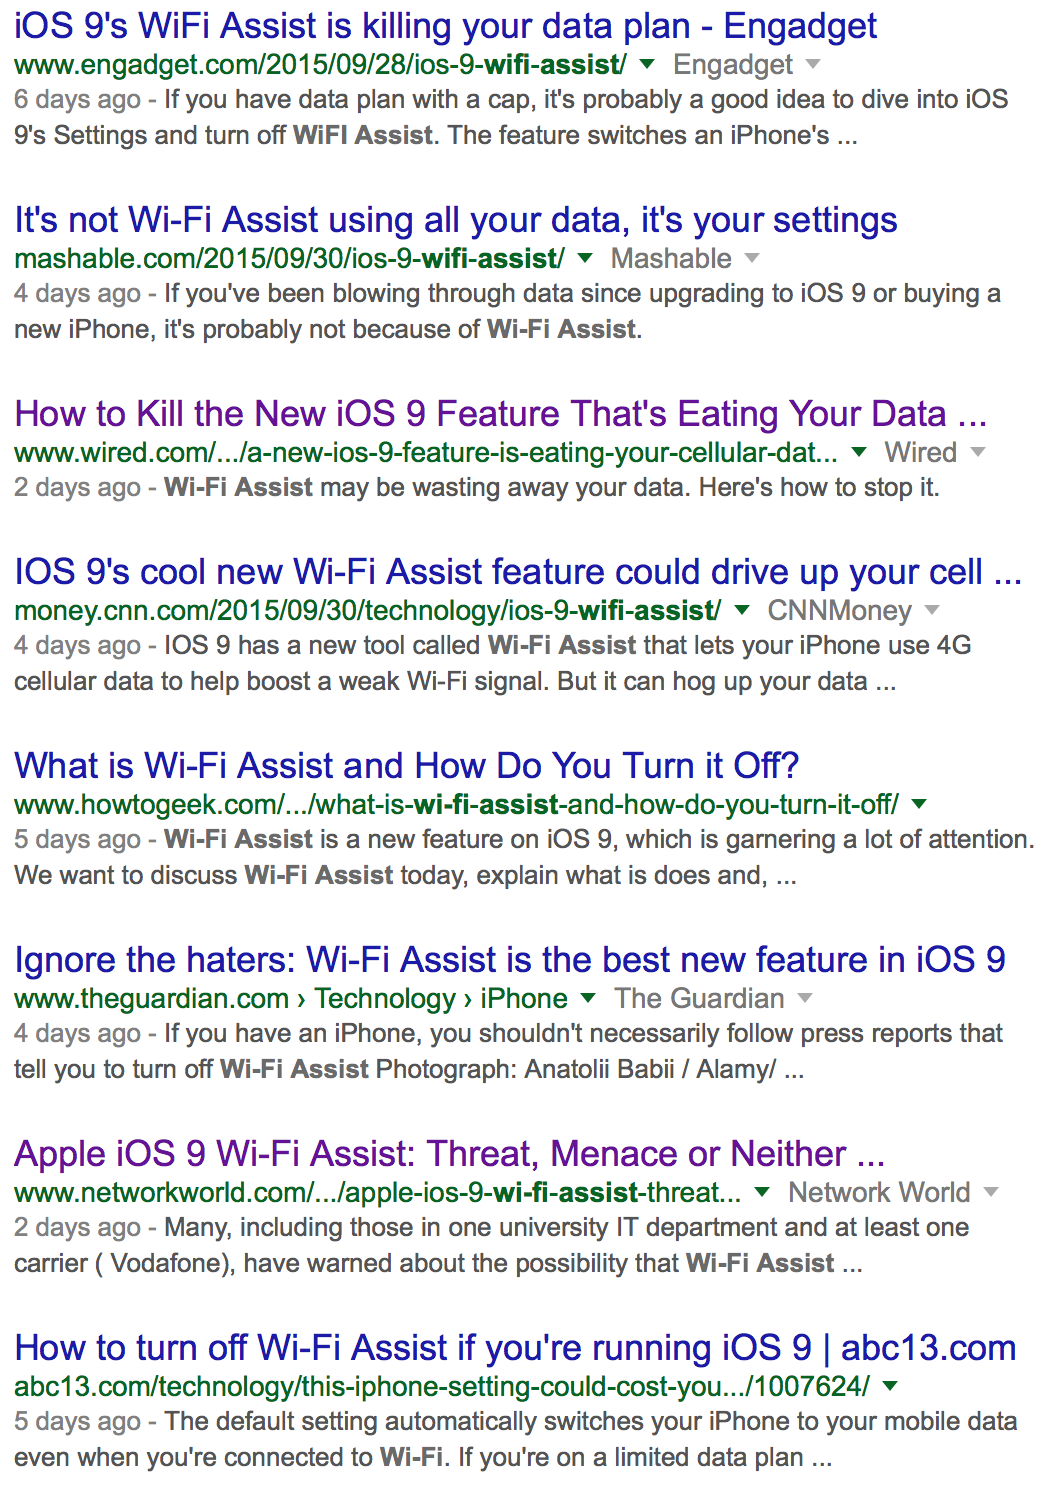 iOS 9's WiFi Assist is killing your data plan - Engadget
www.engadget.com/2015/09/28/ios-9-wifi-assist/ ▼ Engadget ▼
6 days ago - If you have data plan with a cap, it's probably a good idea to dive into iOS
9's Settings and turn off WiFI Assist. The feature switches an iPhone's ...
It's not Wi-Fi Assist using all your data, it's your settings
mashable.com/2015/09/30/ios-9-wifi-assist/ ▼ Mashable ▼
4 days ago - If you've been blowing through data since upgrading to iOS 9 or buying a
new iPhone, it's probably not because of Wi-Fi Assist.
How to Kill the New iOS 9 Feature That's Eating Your Data ...
www.wired.com/.../a-new-ios-9-feature-is-eating-your-cellular-dat... ▼ Wired ▼
2 days ago - Wi-Fi Assist may be wasting away your data. Here's how to stop it.
IOS 9's cool new Wi-Fi Assist feature could drive up your cell ...
money.cnn.com/2015/09/30/technology/ios-9-wifi-assist/ ▼ CNNMoney ▼
4 days ago - IOS 9 has a new tool called Wi-Fi Assist that lets your iPhone use 4G
cellular data to help boost a weak Wi-Fi signal. But it can hog up your data ...
What is Wi-Fi Assist and How Do You Turn it Off?
www.howtogeek.com/.../what-is-wi-fi-assist-and-how-do-you-turn-it-off/ ▼
5 days ago - Wi-Fi Assist is a new feature on iOS 9, which is garnering a lot of attention.
We want to discuss Wi-Fi Assist today, explain what is does and, ...
Ignore the haters: Wi-Fi Assist is the best new feature in iOS 9
www.theguardian.com › Technology › iPhone ▼ The Guardian ▼
4 days ago - If you have an iPhone, you shouldn't necessarily follow press reports that
tell you to turn off Wi-Fi Assist Photograph: Anatolii Babii / Alamy/ ...
Apple iOS 9 Wi-Fi Assist: Threat, Menace or Neither ...
www.networkworld.com/.../apple-ios-9-wi-fi-assist-threat... ▼ Network World ▼
2 days ago - Many, including those in one university IT department and at least one
carrier ( Vodafone), have warned about the possibility that Wi-Fi Assist ...
How to turn off Wi-Fi Assist if you're running iOS 9 | abc13.com
abc13.com/technology/this-iphone-setting-could-cost-you.../1007624/ ▼
5 days ago - The default setting automatically switches your iPhone to your mobile data
even when you're connected to Wi-Fi. If you're on a limited data plan ...